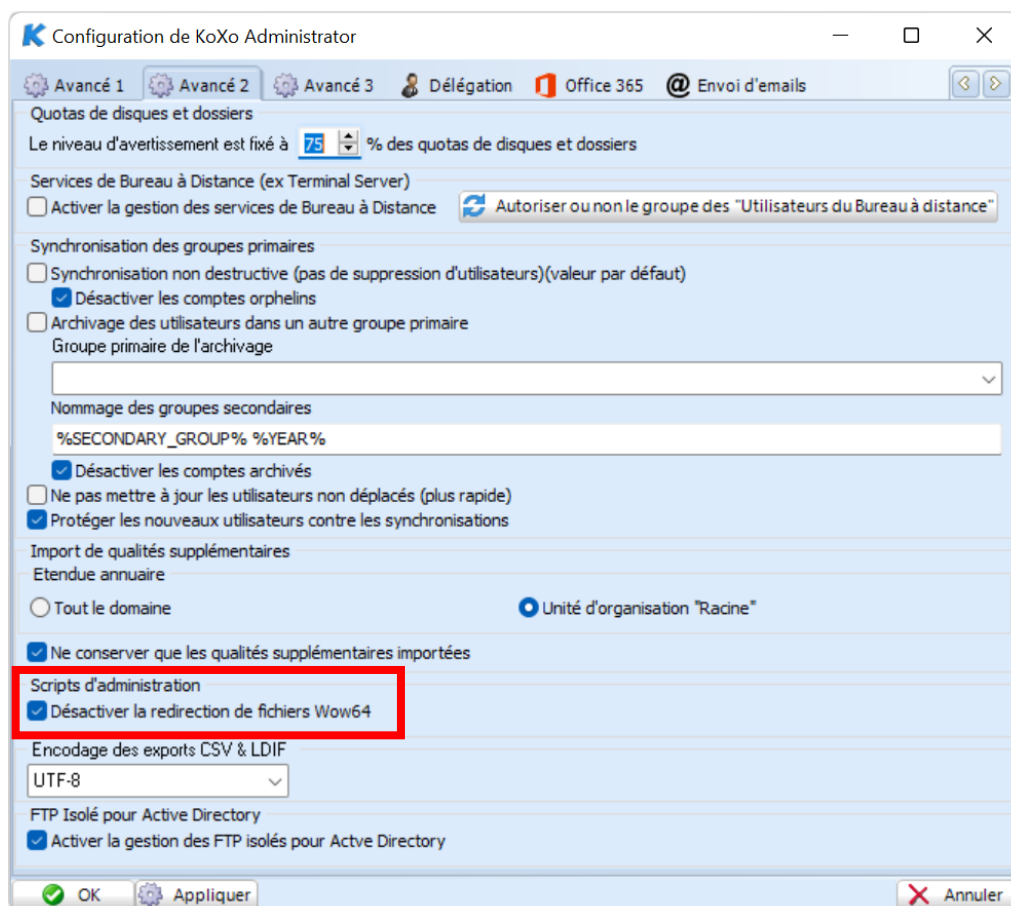 Configuration de KoXo Administrator
Avancé 1 Avancé 2 Avancé 3 Délégation Office 365 @ Envoi d'emails
Quotas de disques et dossiers
Le niveau d'avertissement est fixé à 75 % des quotas de disques et dossiers
Services de Bureau à Distance (ex Terminal Server)
Activer la gestion des services de Bureau à Distance Autoriser ou non le groupe des "Utilisateurs du Bureau à distance"
Synchronisation des groupes primaires
Synchronisation non destructive (pas de suppression d'utilisateurs)(valeur par défaut)
Désactiver les comptes orphelins
Archivage des utilisateurs dans un autre groupe primaire
Groupe primaire de l'archivage
Nommage des groupes secondaires
%SECONDARY_GROUP% %YEAR%
Désactiver les comptes archivés
Ne pas mettre à jour les utilisateurs non déplacés (plus rapide)
Protéger les nouveaux utilisateurs contre les synchronisations
Import de qualités supplémentaires
Etendue annuaire
Tout le domaine Unité d'organisation "Racine"
Ne conserver que les qualités supplémentaires importées
Scripts d'administration
Désactiver la redirection de fichiers Wow64
Encodage des exports CSV & LDIF
UTF-8
FTP Isolé pour Active Directory
Activer la gestion des FTP isolés pour Actve Directory
OK Appliquer Annuler